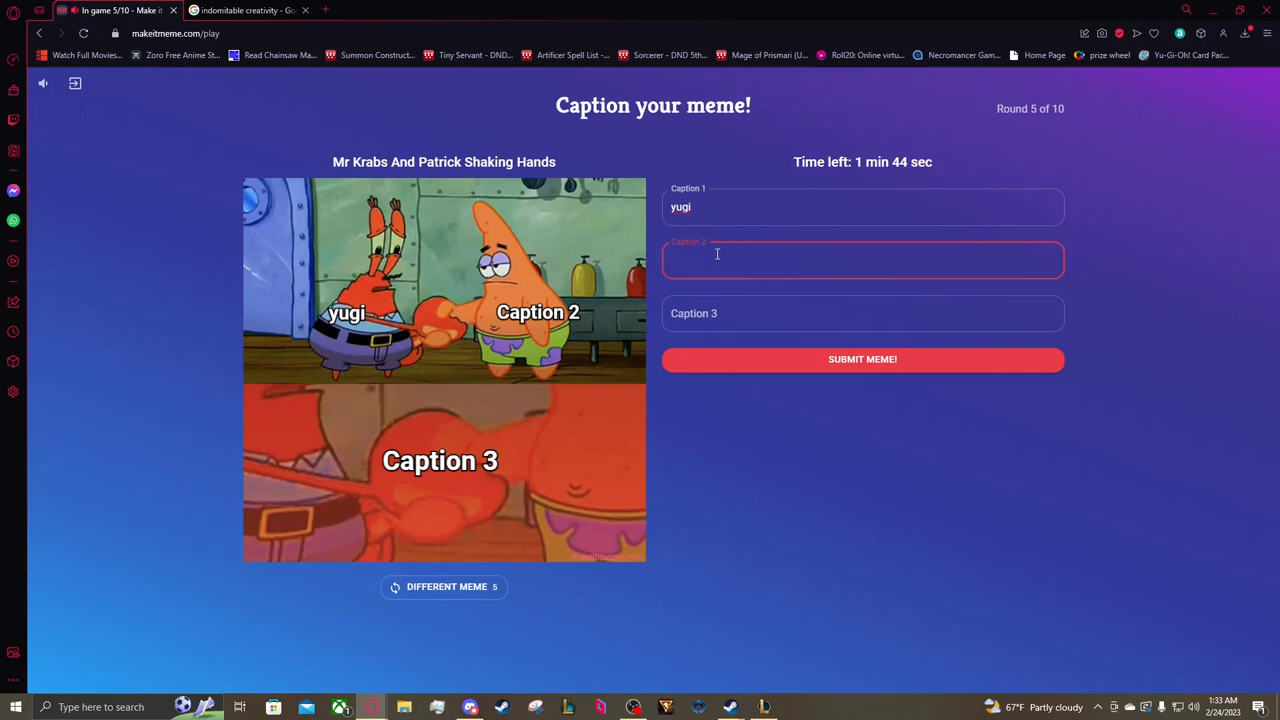 In game 5/10 - Make it
indomitable creativity - Go
makeitmeme.com/play
Watch Full Movies...
Zoro Free Anime St...
Read Chainsaw Ma...
Summon Construct...
Tiny Servant - DND...
Artificer Spell List -...
Sorcerer - DND 5th...
Mage of Prismari (U...
Roll20: Online virtu...
Necromancer Gam...
Home Page
prize wheel
Yu-Gi-Oh! Card Pac...
Caption your meme!
Round 5 of 10
Mr Krabs And Patrick Shaking Hands
Time left: 1 min 44 sec
Caption 1
yugi
Caption 2
Caption 3
SUBMIT MEME!
yugi
Caption 2
Caption 3
makeitmeme.com
DIFFERENT MEME 5
Type here to search
67°F Partly cloudy
1:33 AM
2/24/2023